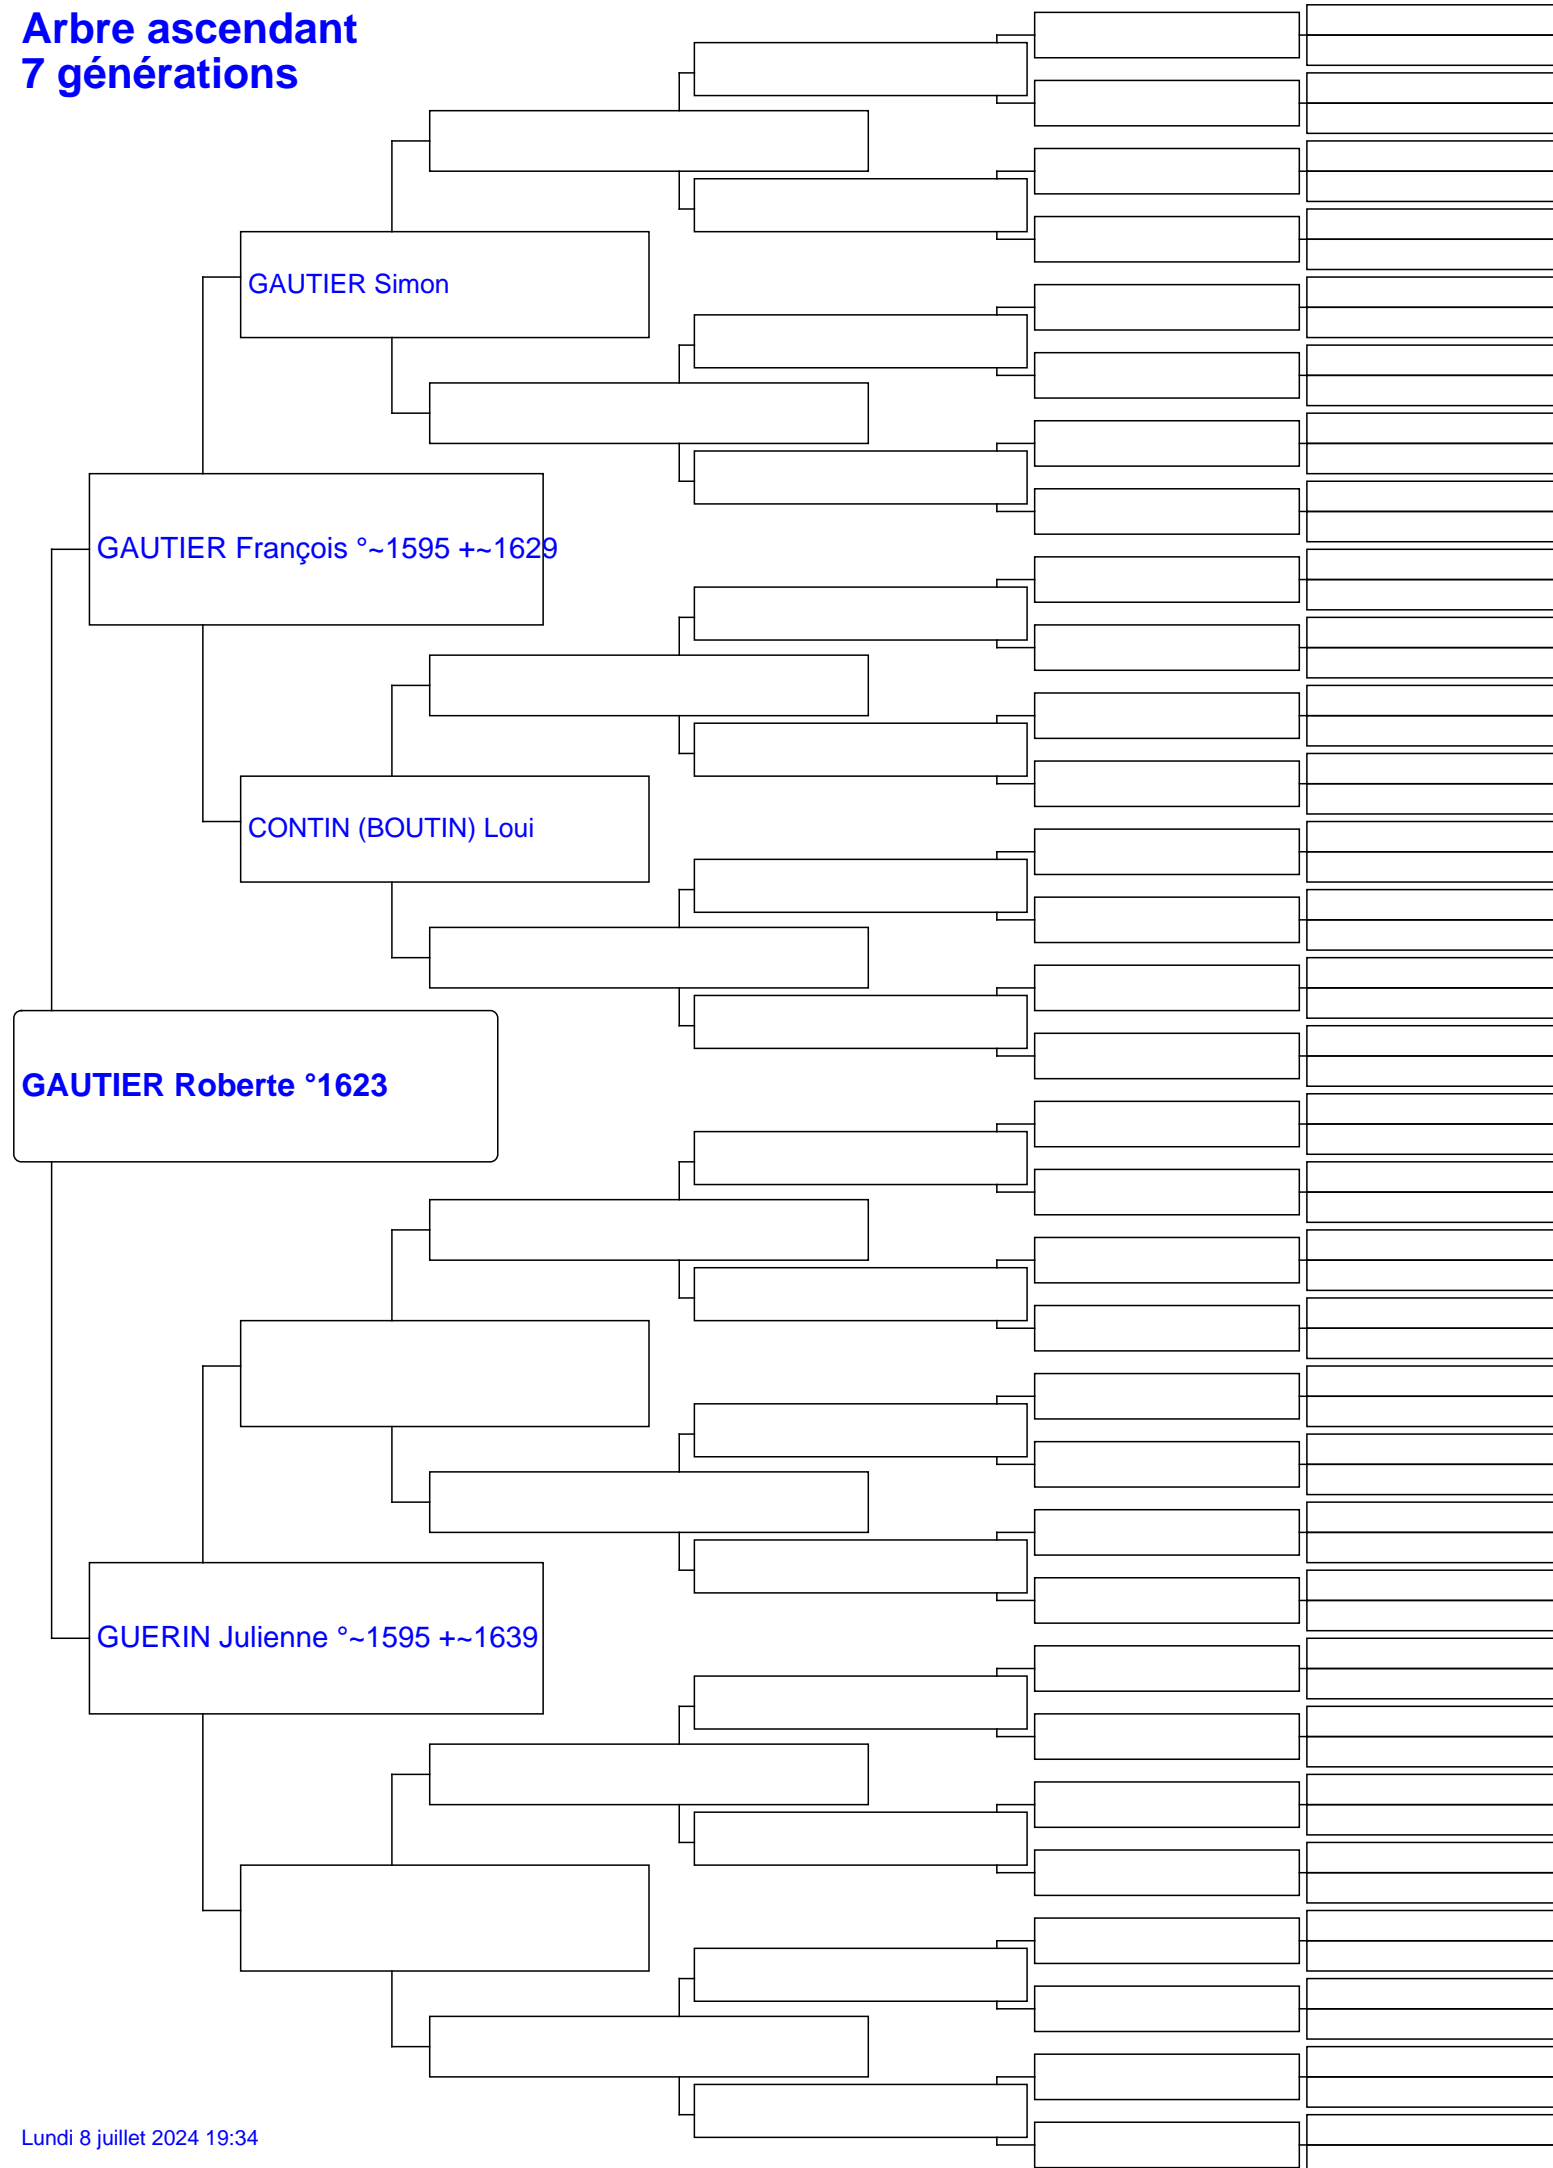 Arbre ascendant
7 générations
GAUTIER Simon
GAUTIER François °~1595 +~1629
CONTIN (BOUTIN) Loui
GAUTIER Roberte °1623
GUERIN Julienne °~1595 +~1639
Lundi 8 juillet 2024 19:34